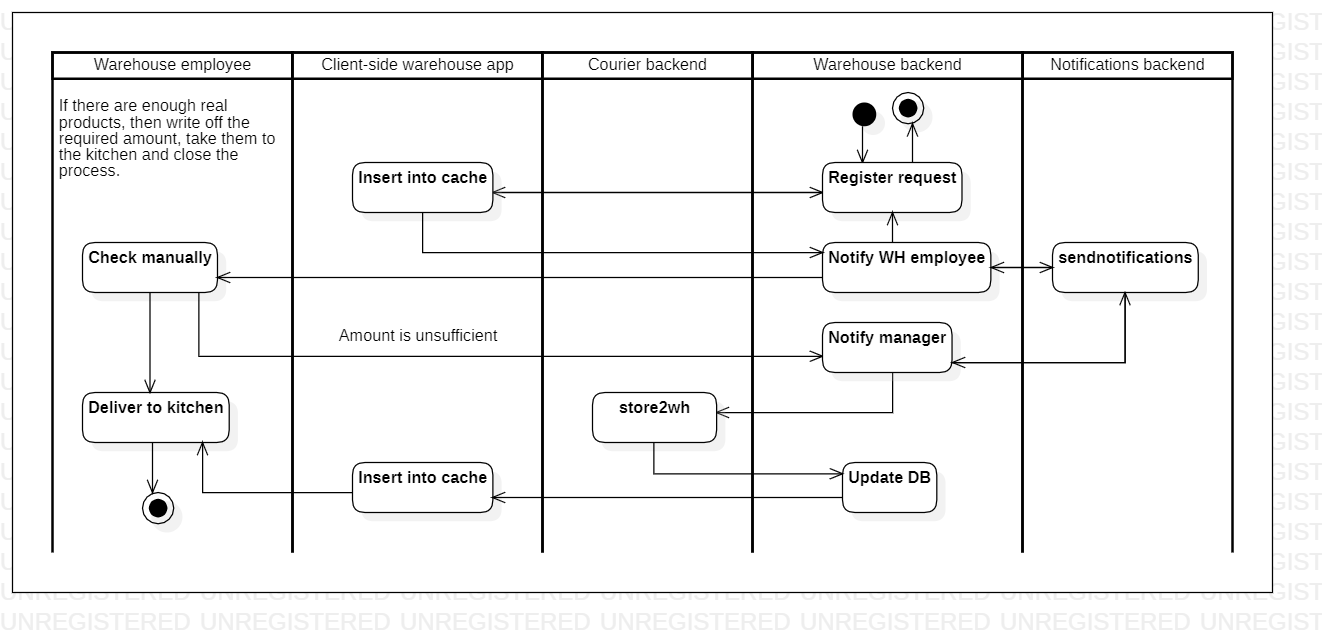 Warehouse employee
Client-side warehouse app
Courier backend
Warehouse backend
Notifications backend
If there are enough real
products, then write off the
required amount, take them to
the kitchen and close the
process.
Insert into cache
Register request
Check manually
Notify WH employee
sendnotifications
Amount is unsufficient
Notify manager
Deliver to kitchen
store2wh
Insert into cache
Update DB
UNREGISTERED UNREGISTERED UNREGISTERED UNREGISTERED UNREGISTERED UNREGISTERED UNREGIST